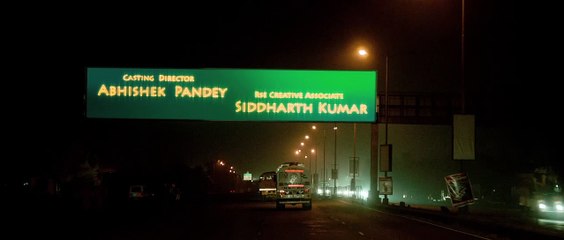 Casting Director
Abhishek Pandey
RSE Creative Associate
Siddharth Kumar